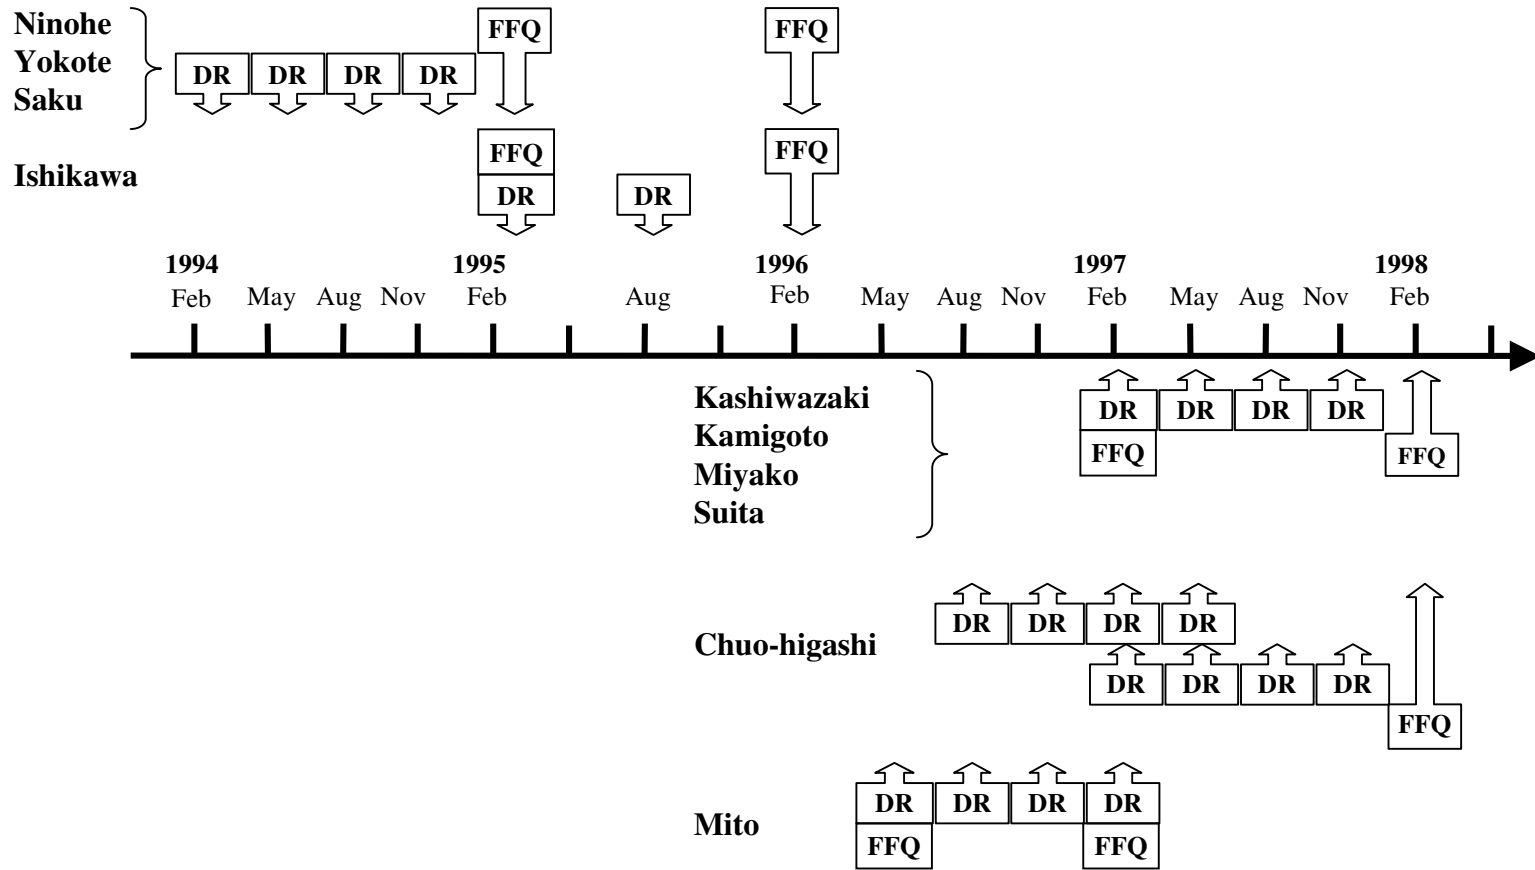 Ninohe
Yokote
Saku
FFQ
FFQ
DR DR DR DR
Ishikawa
FFQ
DR
DR
FFQ
1994 1995 1996 1997 1998
Feb May Aug Nov Feb Aug Feb May Aug Nov Feb May Aug Nov Feb
Kashiwazaki
Kamigoto
Miyako
Suita
DR DR DR DR
FFQ
FFQ
Chuo-higashi
DR DR DR DR
DR DR DR DR
FFQ
Mito
DR DR DR DR
FFQ FFQ